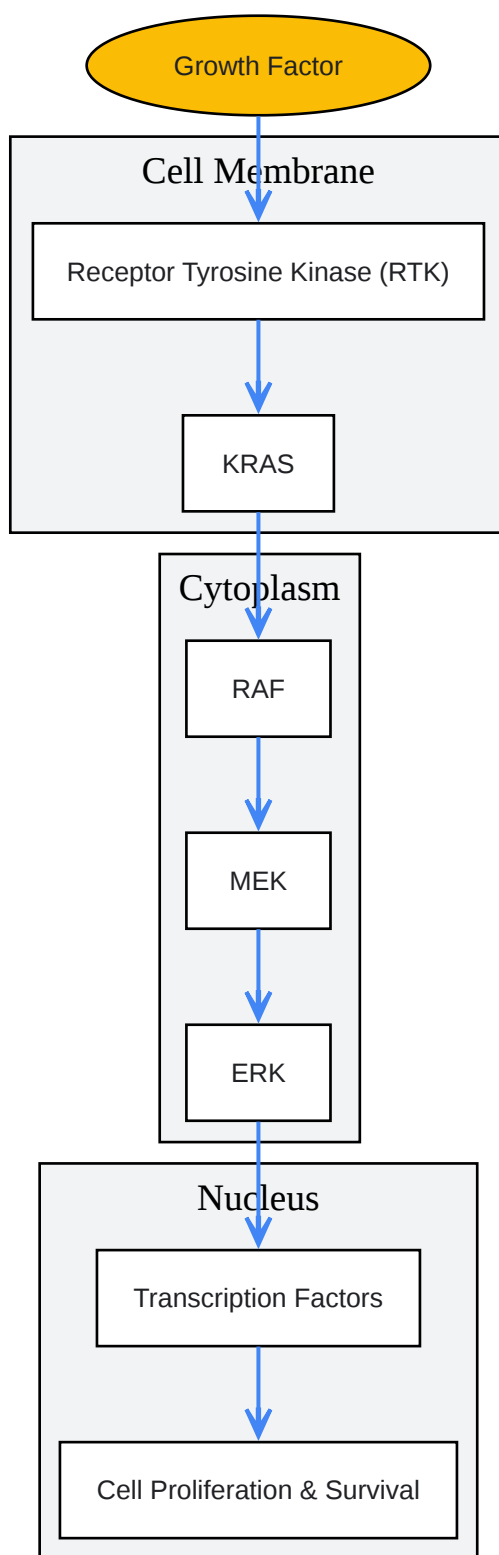 Growth Factor
Cell Membrane
Receptor Tyrosine Kinase (RTK)
KRAS
Cytoplasm
RAF
MEK
ERK
Nucleus
Transcription Factors
Cell Proliferation & Survival